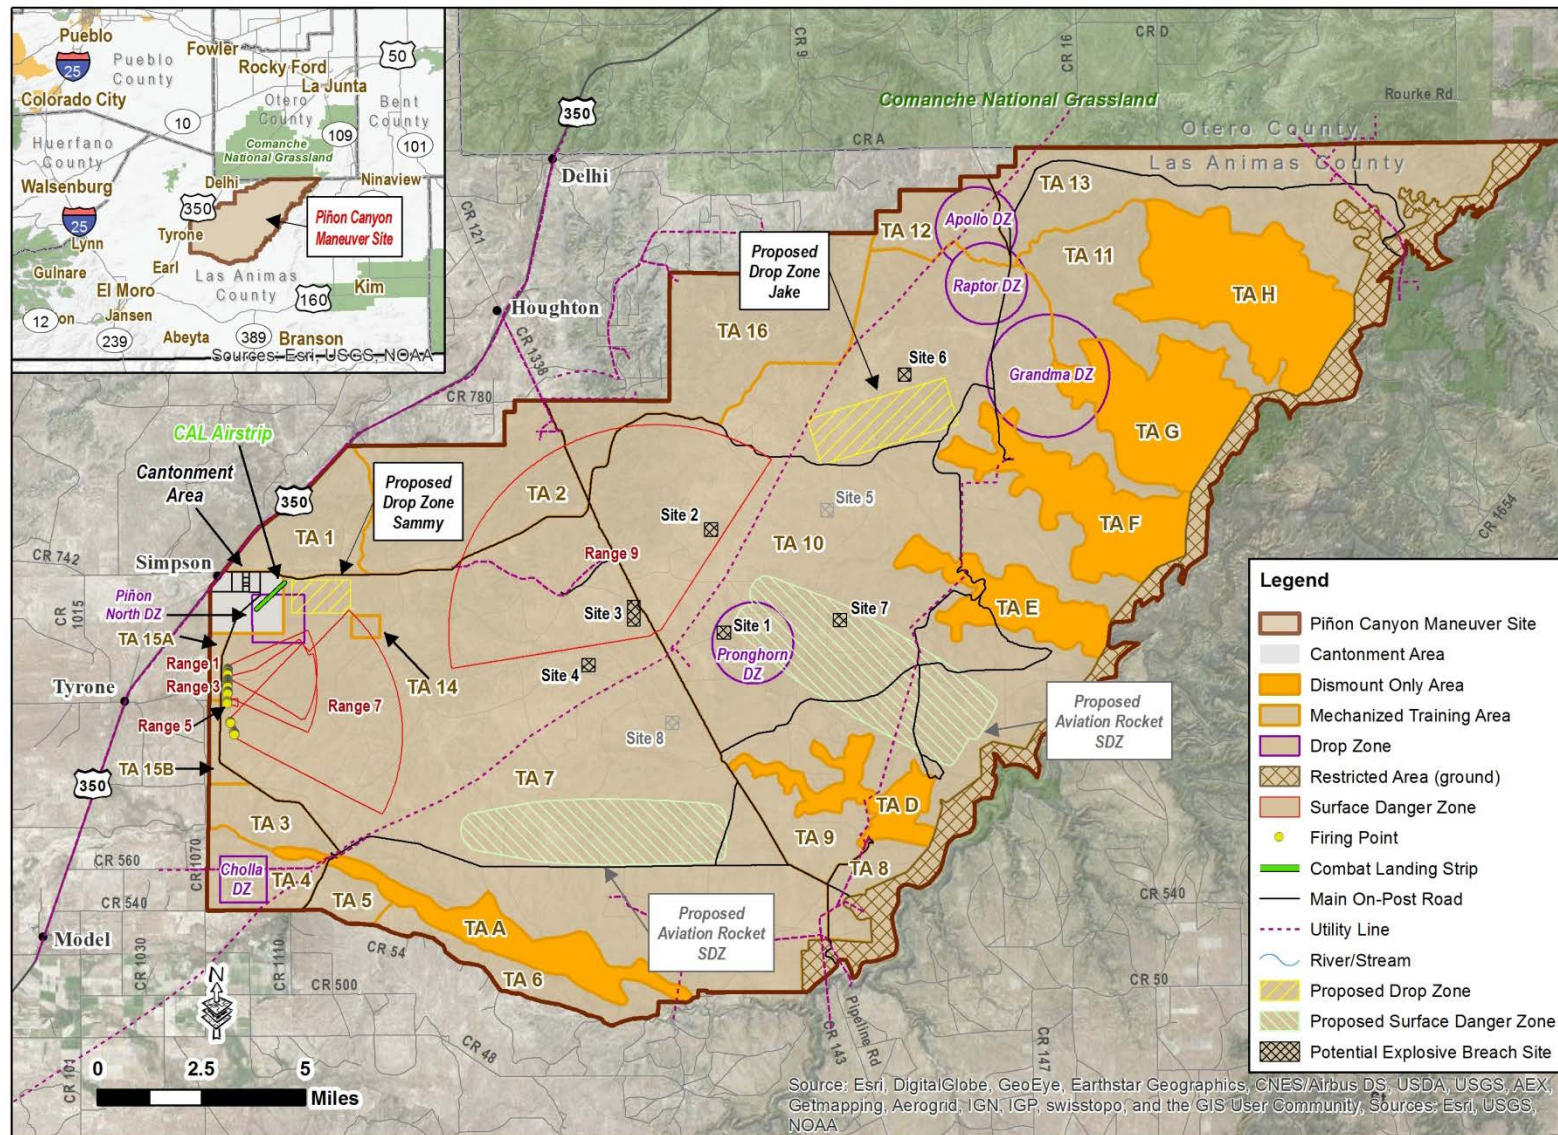 Pueblo
25
Colorado City
Pueblo
County
Fowler
Rocky Ford
La Junta
50
Otero
County
Bent
County
10
109
101
Huerfano
County
Comanche
National Grassland
Walsenburg
Delhi
Ninaview
350
25
Lynn
Tyrone
Piñon Canyon
Maneuver Site
Gulnare
Earl
Las Animas
County
El Moro
160
Kim
12
on
Jansen
239
Abeyta
389
Branson
Sources: Esri, USGS, NOAA
CR 9
CR 16
CR D
Comanche National Grassland
Rourke Rd
350
CR A
Otero County
Las Animas County
Delhi
CR 121
TA 13
TA 12
Apollo DZ
Proposed
Drop Zone
Jake
TA 11
Raptor DZ
TA H
Houghton
CR 1338
TA 16
Site 6
Grandma DZ
CR 780
TA G
CAL Airstrip
Cantonment
Area
350
Proposed
Drop Zone
Sammy
TA 2
Site 2
Site 5
TA F
CR 1654
TA 1
TA 10
CR 742
Simpson
Range 9
CR
1015
Piñon
North DZ
Site 3
Site 7
TA E
TA 15A
Site 1
Pronghorn
DZ
Range 1
Site 4
Range 3
TA 14
Tyrone
Range 7
Range 5
Site 8
Proposed
Aviation Rocket
SDZ
TA 15B
350
TA 7
TA D
TA 3
TA 9
CR 560
CR 1070
Cholla
DZ
TA 4
TA 8
CR 540
TA 5
CR 540
Proposed
Aviation Rocket
SDZ
TA A
Model
CR 1030
CR 1110
CR 54
TA 6
N
CR 500
CR 50
CR 101
CR 48
CR 143
Pipeline Rd
CR 147
0 2.5 5
Miles
Legend
Piñon Canyon Maneuver Site
Cantonment Area
Dismount Only Area
Mechanized Training Area
Drop Zone
Restricted Area (ground)
Surface Danger Zone
Firing Point
Combat Landing Strip
Main On-Post Road
Utility Line
River/Stream
Proposed Drop Zone
Proposed Surface Danger Zone
Potential Explosive Breach Site
Source: Esri, DigitalGlobe, GeoEye, Earthstar Geographics, CNES/Airbus DS, USDA, USGS, AEX,
Getmapping, Aerogrid, IGN, IGP, swisstopo, and the GIS User Community, Sources: Esri, USGS,
NOAA